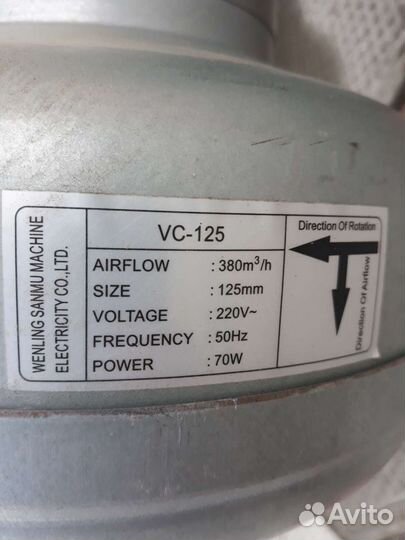 WENLING SANMU MACHINE
ELECTRICITY CO.,LTD.
VC-125
AIRFLOW : 380m³/h
SIZE : 125mm
VOLTAGE : 220V~
FREQUENCY : 50Hz
POWER : 70W
Direction Of Rotation
Direction Of Airflow
Avito